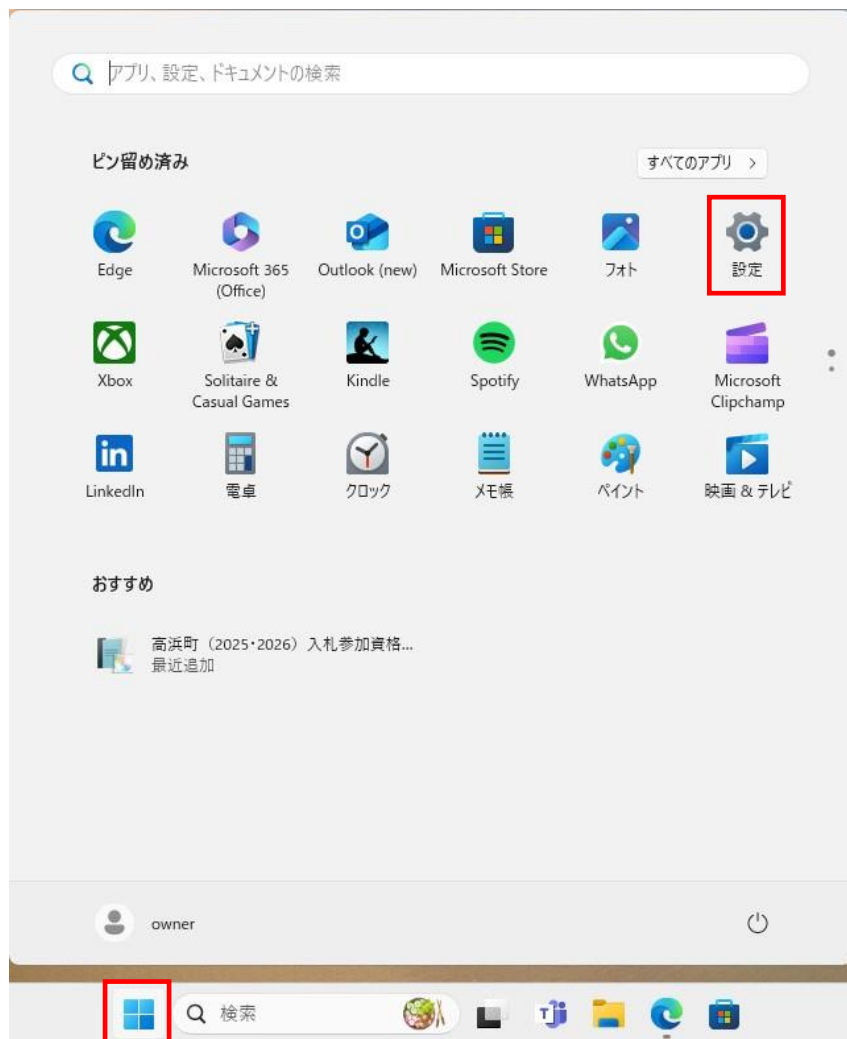 アプリ、設定、ドキュメントの検索
ピン留め済み
すべてのアプリ >
Edge
Microsoft 365
(Office)
Outlook (new)
Microsoft Store
フォト
設定
Xbox
Solitaire &
Casual Games
Kindle
Spotify
WhatsApp
Microsoft
Clipchamp
LinkedIn
電卓
クロック
メモ帳
ペイント
映画 & テレビ
おすすめ
高浜町（2025・2026）入札参加資格...
最近追加
owner
検索